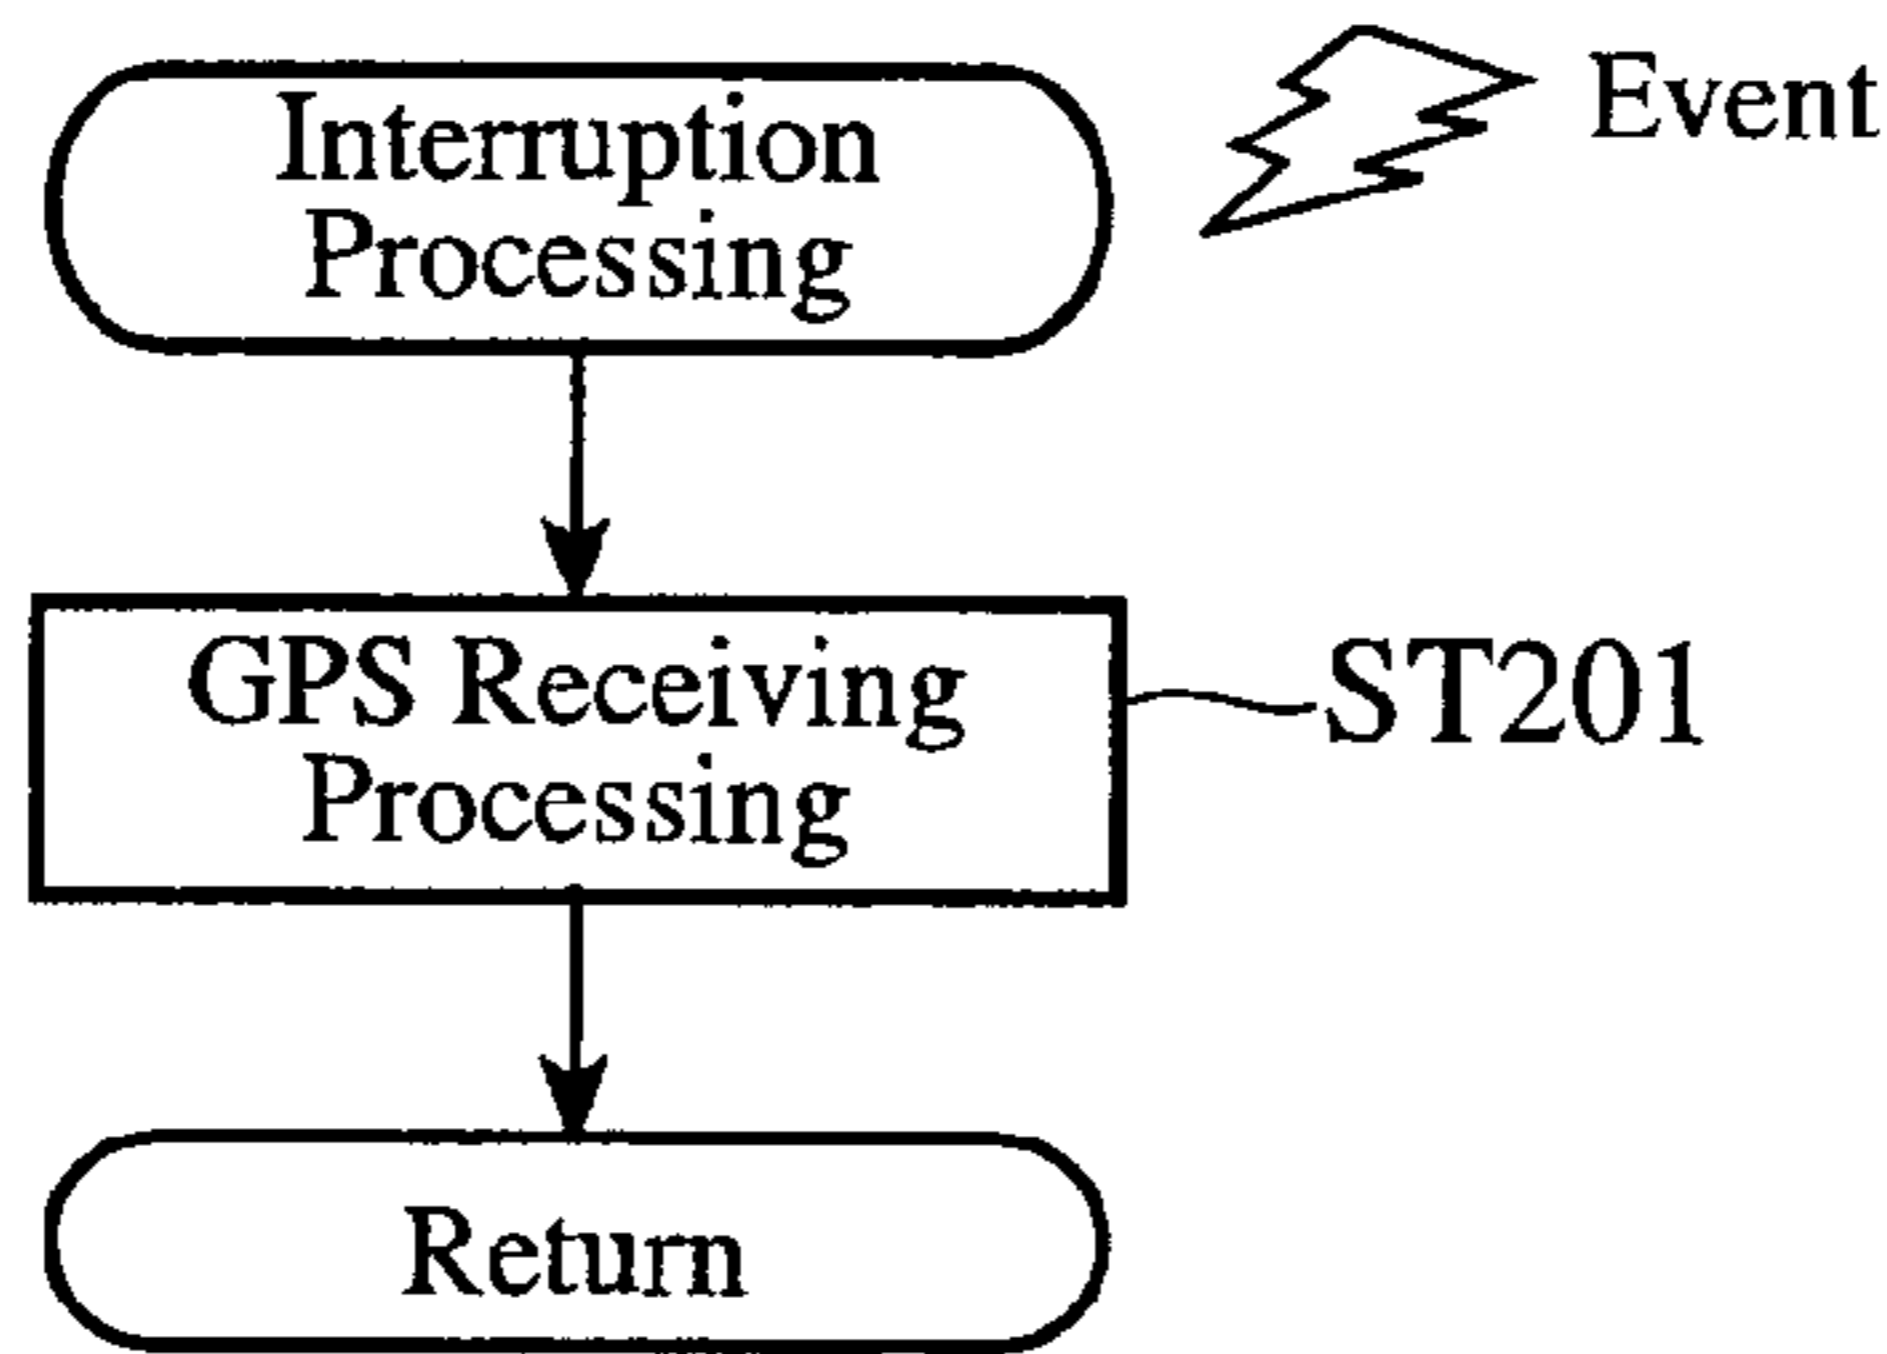 Interruption
Processing
Event
GPS Receiving
Processing
ST201
Return